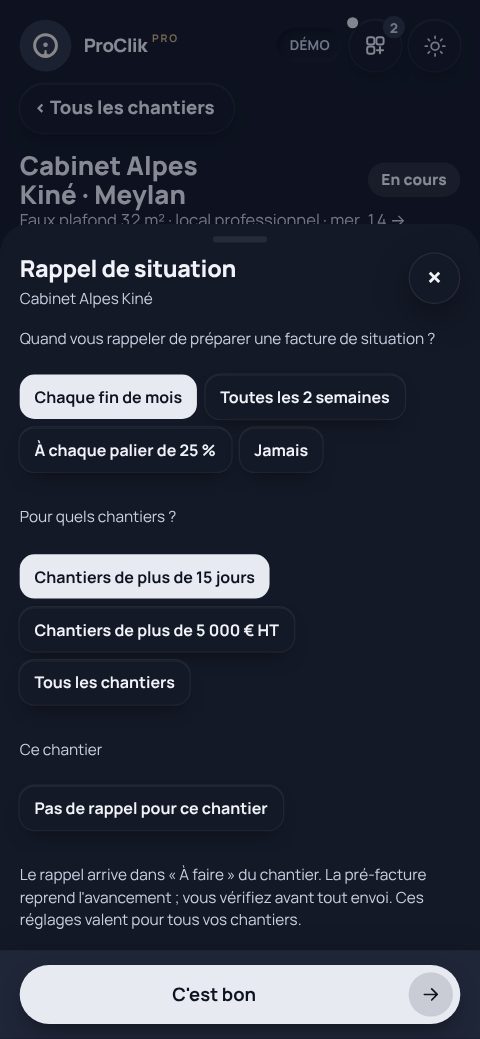 ProClik PRO
DÉMO
2
‹ Tous les chantiers
Cabinet Alpes
Kiné · Meylan
En cours
Faux plafond 32 m² · local professionnel · mer. 14 →
Rappel de situation
Cabinet Alpes Kiné
Quand vous rappeler de préparer une facture de situation ?
Chaque fin de mois
Toutes les 2 semaines
À chaque palier de 25 %
Jamais
Pour quels chantiers ?
Chantiers de plus de 15 jours
Chantiers de plus de 5 000 € HT
Tous les chantiers
Ce chantier
Pas de rappel pour ce chantier
Le rappel arrive dans « À faire » du chantier. La pré-facture
reprend l'avancement ; vous vérifiez avant tout envoi. Ces
réglages valent pour tous vos chantiers.
C'est bon →